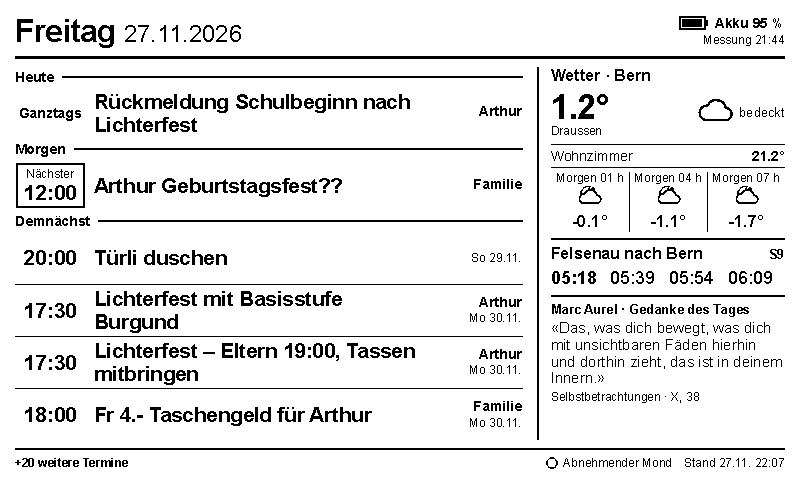 Freitag 27.11.2026
Akku 95 %
Messung 21:44
Heute
Ganztags
Rückmeldung Schulbeginn nach
Lichterfest
Arthur
Morgen
Nächster
12:00
Arthur Geburtstagsfest??
Familie
Demnächst
20:00 Türli duschen So 29.11.
17:30
Lichterfest mit Basisstufe
Burgund
Arthur
Mo 30.11.
17:30
Lichterfest – Eltern 19:00, Tassen
mitbringen
Arthur
Mo 30.11.
18:00 Fr 4.- Taschengeld für Arthur
Familie
Mo 30.11.
+20 weitere Termine
Wetter · Bern
1.2°
bedeckt
Draussen
Wohnzimmer 21.2°
Morgen 01 h Morgen 04 h Morgen 07 h
-0.1° -1.1° -1.7°
Felsenau nach Bern S9
05:18 05:39 05:54 06:09
Marc Aurel · Gedanke des Tages
«Das, was dich bewegt, was dich
mit unsichtbaren Fäden hierhin
und dorthin zieht, das ist in deinem
Innern.»
Selbstbetrachtungen · X, 38
Abnehmender Mond Stand 27.11. 22:07